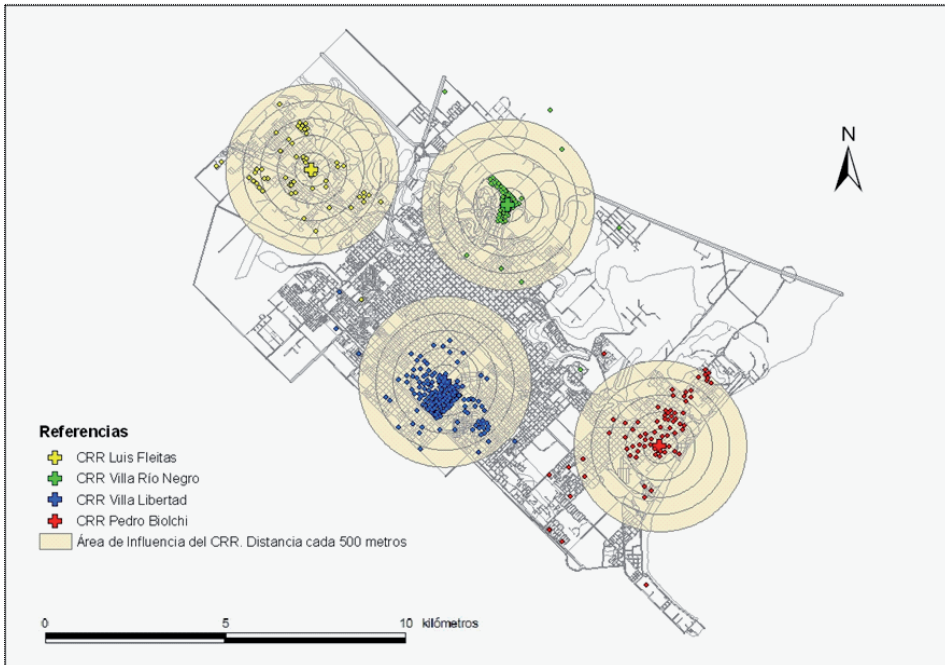 N
Referencias
CRR Luis Fleitas
CRR Villa Río Negro
CRR Villa Libertad
CRR Pedro Biolchi
Área de Influencia del CRR. Distancia cada 500 metros
0 5 10 kilómetros